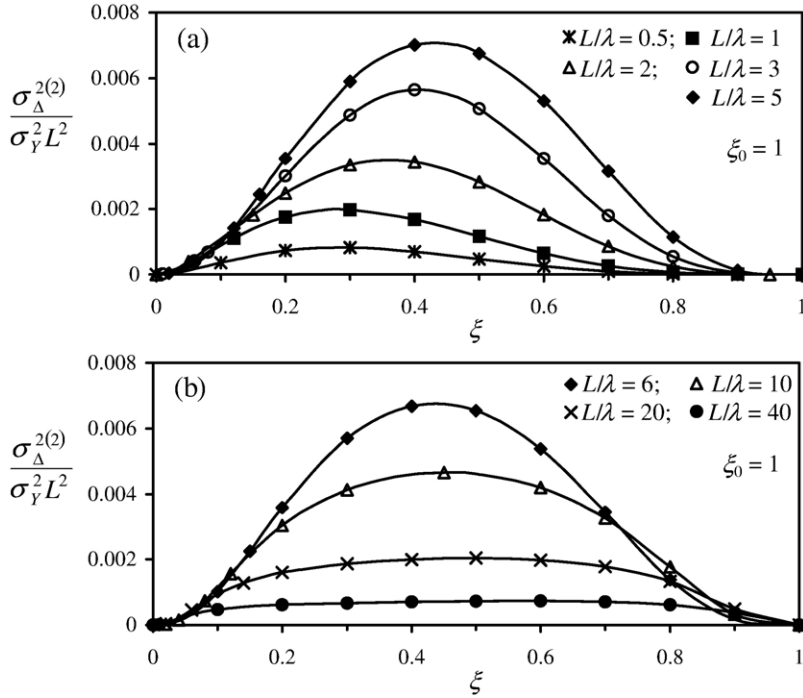 (a)
L/λ = 0.5; L/λ = 1
L/λ = 2; L/λ = 3
L/λ = 5
ξ₀ = 1
σ_Δ^2(2) / σ_Y^2 L^2
0.008
0.006
0.004
0.002
0
0 0.2 0.4 0.6 0.8 1
ξ
(b)
L/λ = 6; L/λ = 10
L/λ = 20; L/λ = 40
ξ₀ = 1
σ_Δ^2(2) / σ_Y^2 L^2
0.008
0.006
0.004
0.002
0
0 0.2 0.4 0.6 0.8 1
ξ